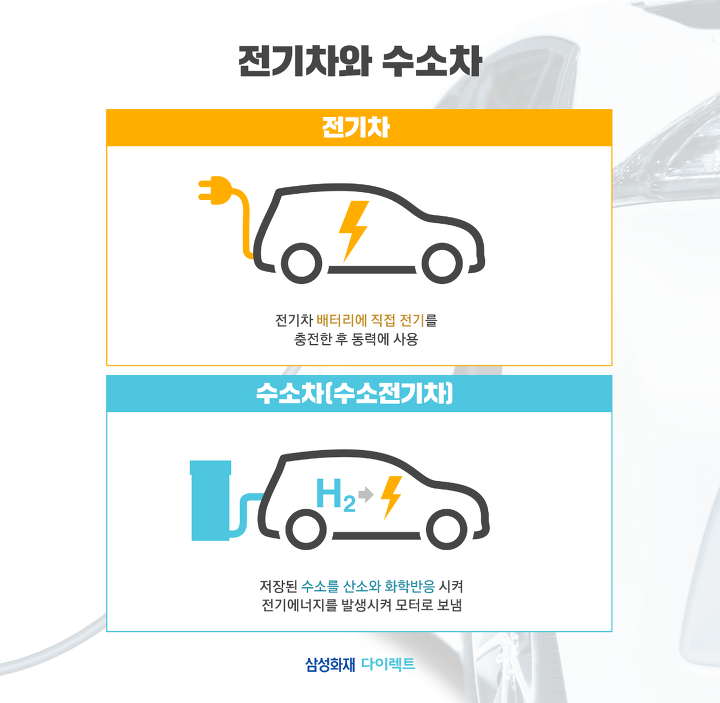 전기차와 수소차
전기차
전기차 배터리에 직접 전기를
충전한 후 동력에 사용
수소차(수소전기차)
H2
저장된 수소를 산소와 화학반응 시켜
전기에너지를 발생시켜 모터로 보냄
삼성화재 다이렉트